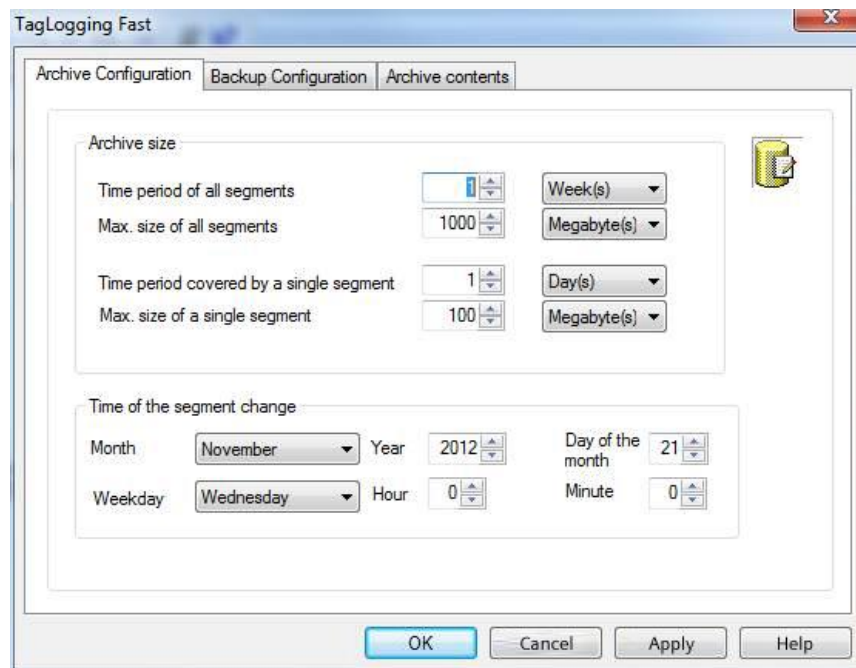 TagLogging Fast
Archive Configuration Backup Configuration Archive contents
Archive size
Time period of all segments 1 Week(s)
Max. size of all segments 1000 Megabyte(s)
Time period covered by a single segment 1 Day(s)
Max. size of a single segment 100 Megabyte(s)
Time of the segment change
Month November Year 2012 Day of the month 21
Weekday Wednesday Hour 0 Minute 0
OK Cancel Apply Help